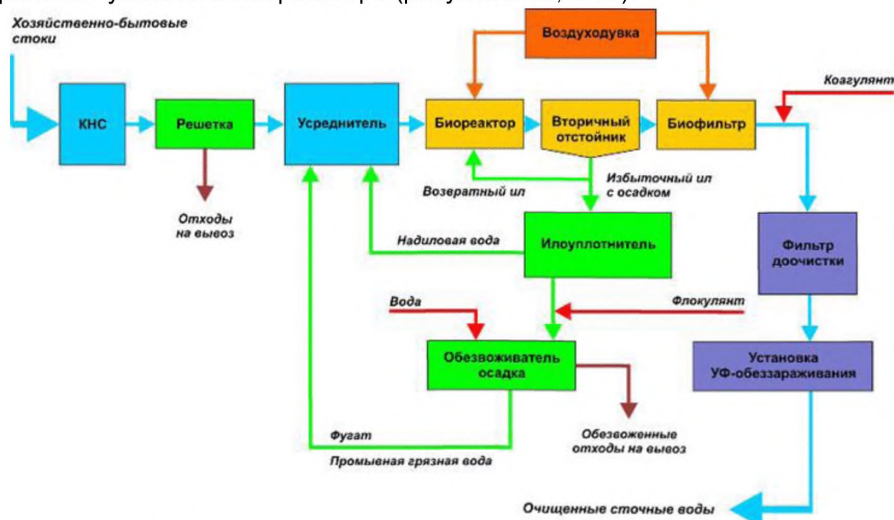 Хозяйственно-бытовые
стоки
Воздуходувка
Коагулянт
КНС
Решетка
Усреднитель
Биореактор
Вторичный
отстойник
Биофильтр
Возвратный ил
Избыточный ил
с осадком
Отходы
на вывоз
Надиловая вода
Илоуплотнитель
Фильтр
доочистки
Вода
Флокулянт
Обезвоживатель
осадка
Установка
УФ-обеззараживания
Фугат
Промывная грязная вода
Обезвоженные
отходы на вывоз
Очищенные сточные воды